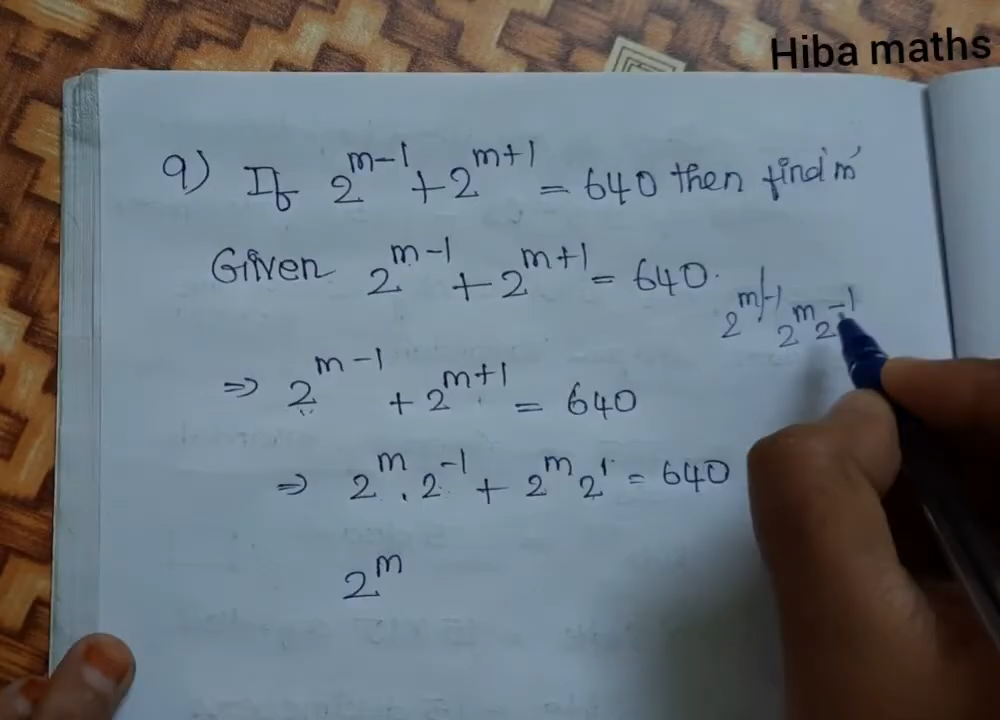 Hiba maths
9) If 2^{m-1} + 2^{m+1} = 640 then find 'm'
Given 2^{m-1} + 2^{m+1} = 640.
2^{m-1} 2^m 2^{-1}
⇒ 2^{m-1} + 2^{m+1} = 640
⇒ 2^m . 2^{-1} + 2^m 2^1 = 640
2^m